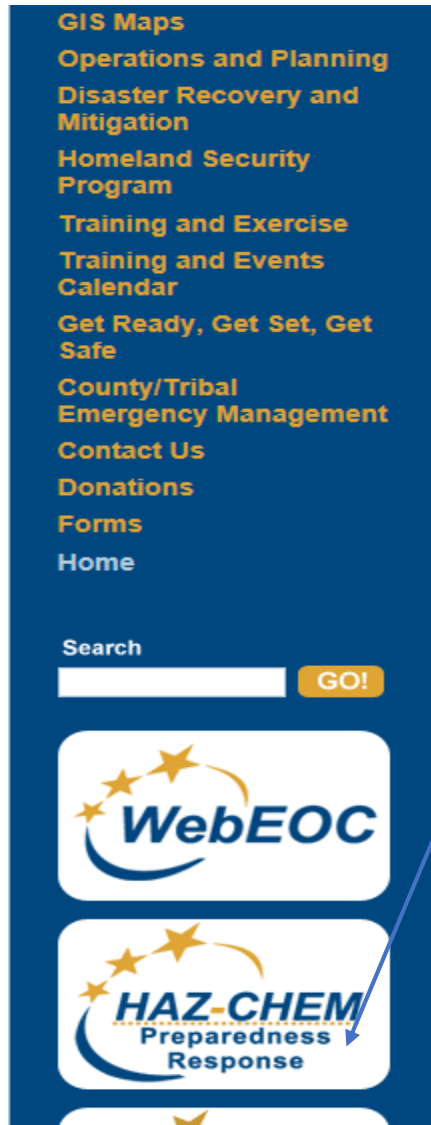 GIS Maps
Operations and Planning
Disaster Recovery and
Mitigation
Homeland Security
Program
Training and Exercise
Training and Events
Calendar
Get Ready, Get Set, Get
Safe
County/Tribal
Emergency Management
Contact Us
Donations
Forms
Home
Search
GO!
WebEOC
HAZ-CHEM
Preparedness
Response